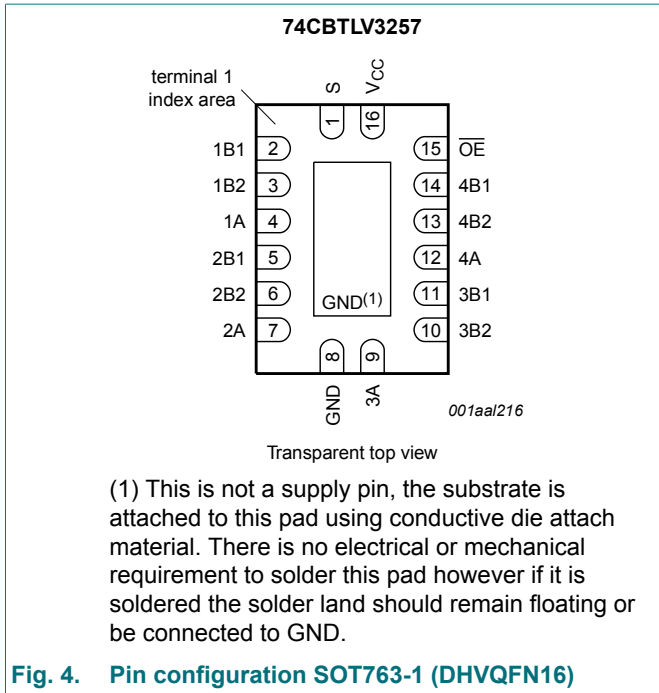 74CBTLV3257
terminal 1
index area
S
VCC
1
16
1B1 2
15 OE
1B2 3
14 4B1
1A 4
13 4B2
2B1 5
12 4A
2B2 6
GND(1)
11 3B1
2A 7
10 3B2
8
9
GND
3A
001aal216
Transparent top view
(1) This is not a supply pin, the substrate is
attached to this pad using conductive die attach
material. There is no electrical or mechanical
requirement to solder this pad however if it is
soldered the solder land should remain floating or
be connected to GND.
Fig. 4. Pin configuration SOT763-1 (DHVQFN16)